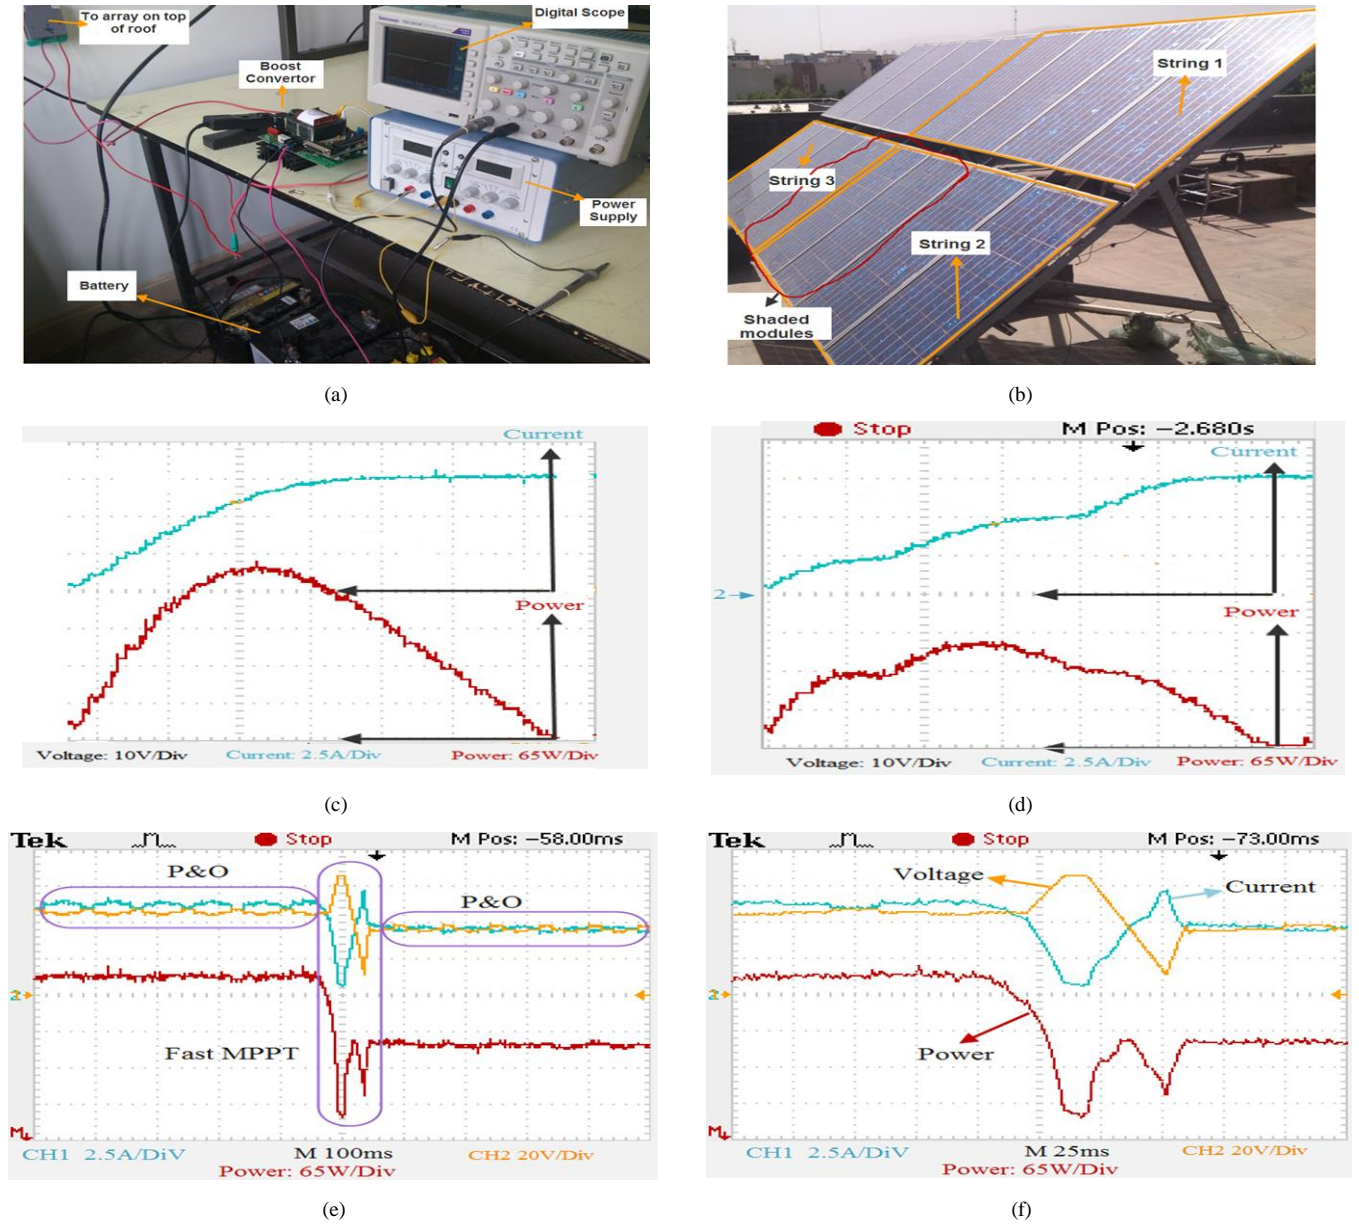 To array on top
of roof
Digital Scope
Boost
Convertor
Tektronix
Power
Supply
Battery
(a)
String 1
String 3
String 2
Shaded
modules
(b)
Current
Power
Voltage: 10V/Div Current: 2.5A/Div Power: 65W/Div
(c)
Stop M Pos: -2.680s
Current
2
Power
Voltage: 10V/Div Current: 2.5A/Div Power: 65W/Div
(d)
Tek Stop M Pos: -58.00ms
P&O
P&O
Fast MPPT
M
CH1 2.5A/DiV M 100ms CH2 20V/Div
Power: 65W/Div
(e)
Tek Stop M Pos: -73.00ms
Voltage
Current
Power
M
CH1 2.5A/DiV M 25ms CH2 20V/Div
Power: 65W/Div
(f)